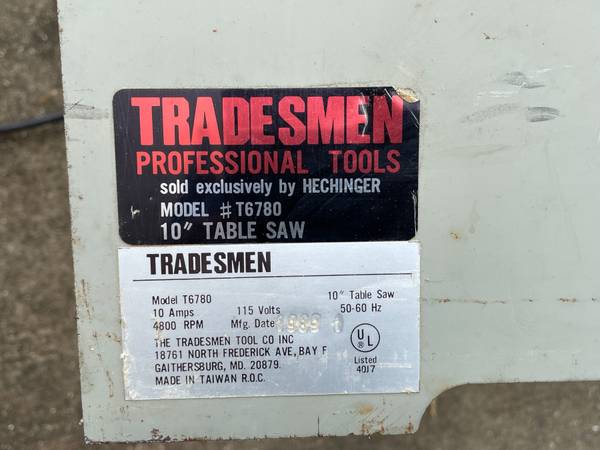 TRADESMEN
PROFESSIONAL TOOLS
sold exclusively by HECHINGER
MODEL # T6780
10" TABLE SAW
TRADESMEN
Model T6780 10" Table Saw
10 Amps 115 Volts 50-60 Hz
4800 RPM Mfg. Date
THE TRADESMEN TOOL CO INC
18761 NORTH FREDERICK AVE, BAY F
GAITHERSBURG, MD. 20879.
MADE IN TAIWAN R.O.C.
UL
Listed
40J7